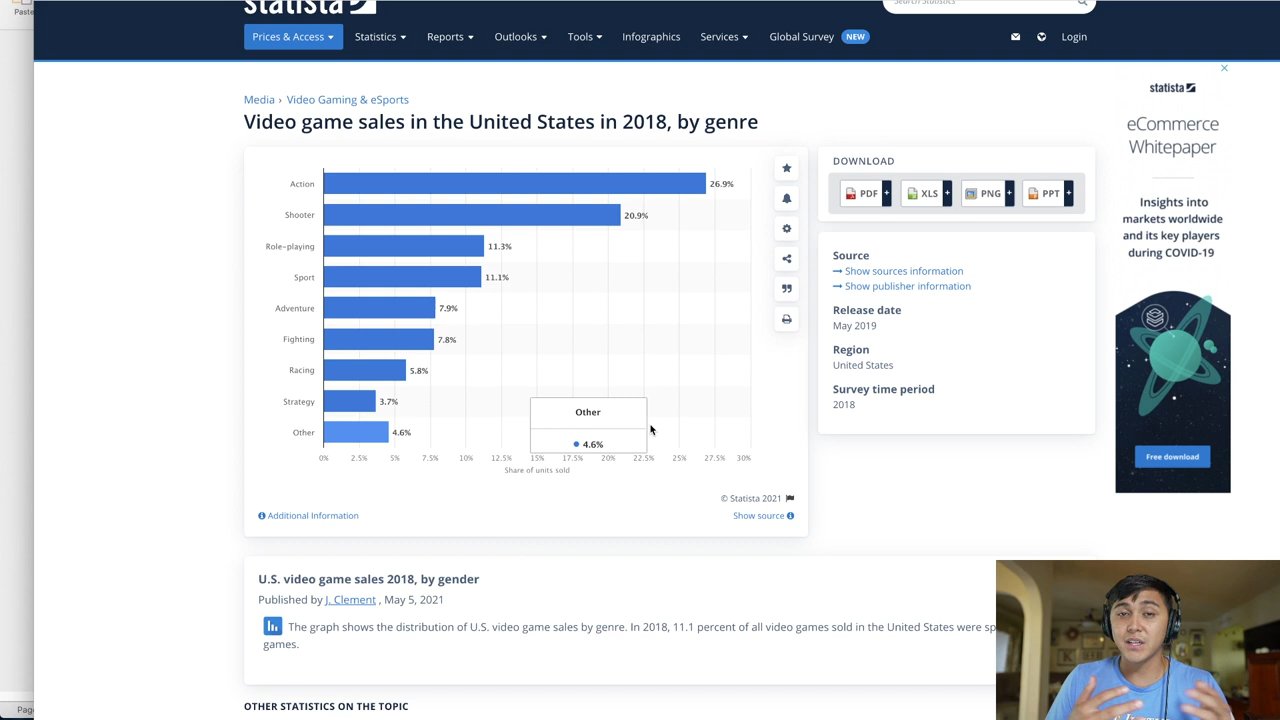 Paste
statista
Search Statistics
Prices & Access Statistics Reports Outlooks Tools Infographics Services Global Survey NEW Login
Media › Video Gaming & eSports
Video game sales in the United States in 2018, by genre
Action 26.9%
Shooter 20.9%
Role-playing 11.3%
Sport 11.1%
Adventure 7.9%
Fighting 7.8%
Racing 5.8%
Strategy 3.7%
Other 4.6%
Other
4.6%
0% 2.5% 5% 7.5% 10% 12.5% 15% 17.5% 20% 22.5% 25% 27.5% 30%
Share of units sold
© Statista 2021
Additional Information
Show source
DOWNLOAD
PDF + XLS + PNG + PPT +
Source
Show sources information
Show publisher information
Release date
May 2019
Region
United States
Survey time period
2018
statista
eCommerce
Whitepaper
Insights into
markets worldwide
and its key players
during COVID-19
Free download
U.S. video game sales 2018, by gender
Published by J. Clement , May 5, 2021
The graph shows the distribution of U.S. video game sales by genre. In 2018, 11.1 percent of all video games sold in the United States were sp
games.
OTHER STATISTICS ON THE TOPIC
Page